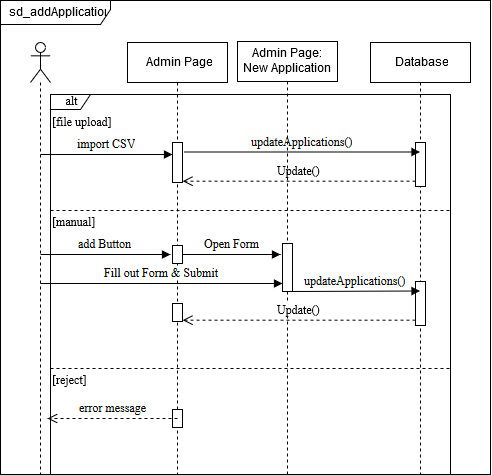 sd_addApplication
Admin Page
Admin Page:
New Application
Database
alt
[file upload]
import CSV
updateApplications()
Update()
[manual]
add Button
Open Form
Fill out Form & Submit
updateApplications()
Update()
[reject]
error message